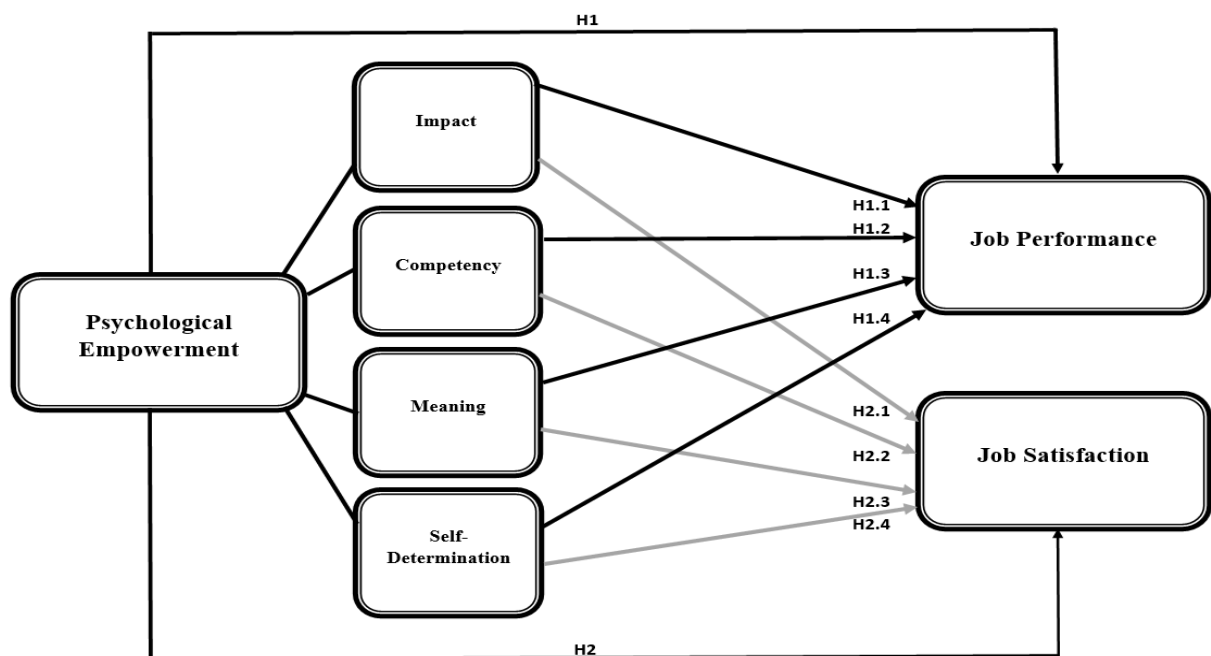 H1
Impact
H1.1
H1.2
Job Performance
Competency
H1.3
H1.4
Psychological
Empowerment
Meaning
H2.1
H2.2
Job Satisfaction
H2.3
H2.4
Self-
Determination
H2